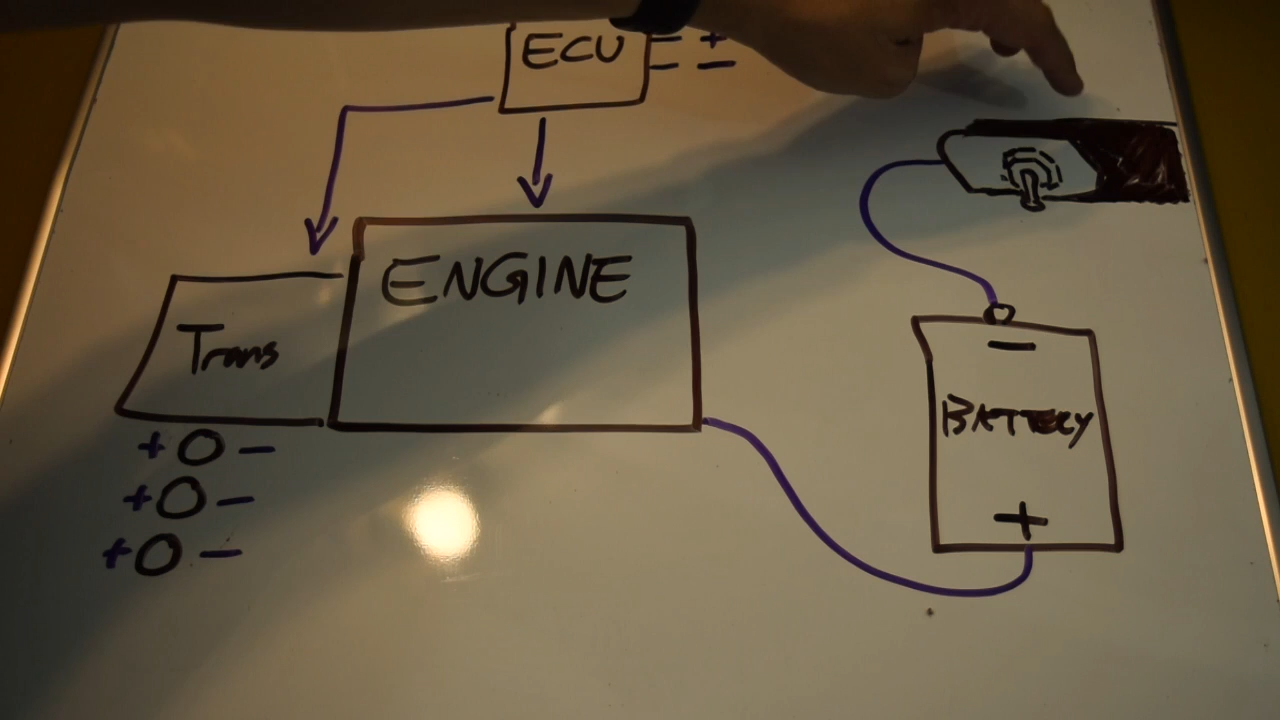 ECU = +
- -
ENGINE
Trans
-
BATTERY
+
+ O -
+ O -
+ O -